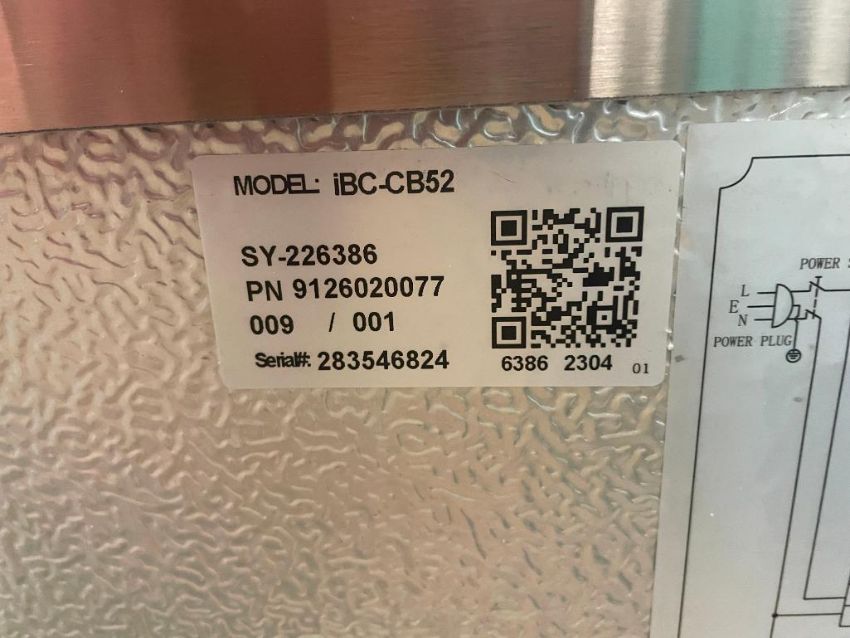 MODEL: iBC-CB52
SY-226386
PN 9126020077
009 / 001
Serial#: 283546824
6386 2304 01
POWER S
L
E
N
POWER PLUG